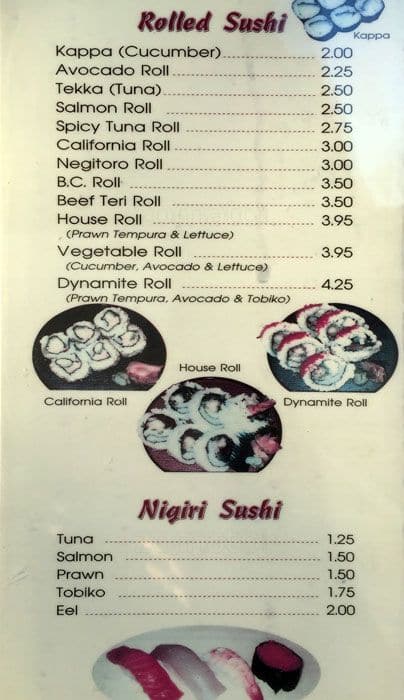 Rolled Sushi
Kappa
Kappa (Cucumber) 2.00
Avocado Roll 2.25
Tekka (Tuna) 2.50
Salmon Roll 2.50
Spicy Tuna Roll 2.75
California Roll 3.00
Negitoro Roll 3.00
B.C. Roll 3.50
Beef Teri Roll 3.50
House Roll 3.95
(Prawn Tempura & Lettuce)
Vegetable Roll 3.95
(Cucumber, Avocado & Lettuce)
Dynamite Roll 4.25
(Prawn Tempura, Avocado & Tobiko)
House Roll
California Roll
Dynamite Roll
Nigiri Sushi
Tuna 1.25
Salmon 1.50
Prawn 1.50
Tobiko 1.75
Eel 2.00